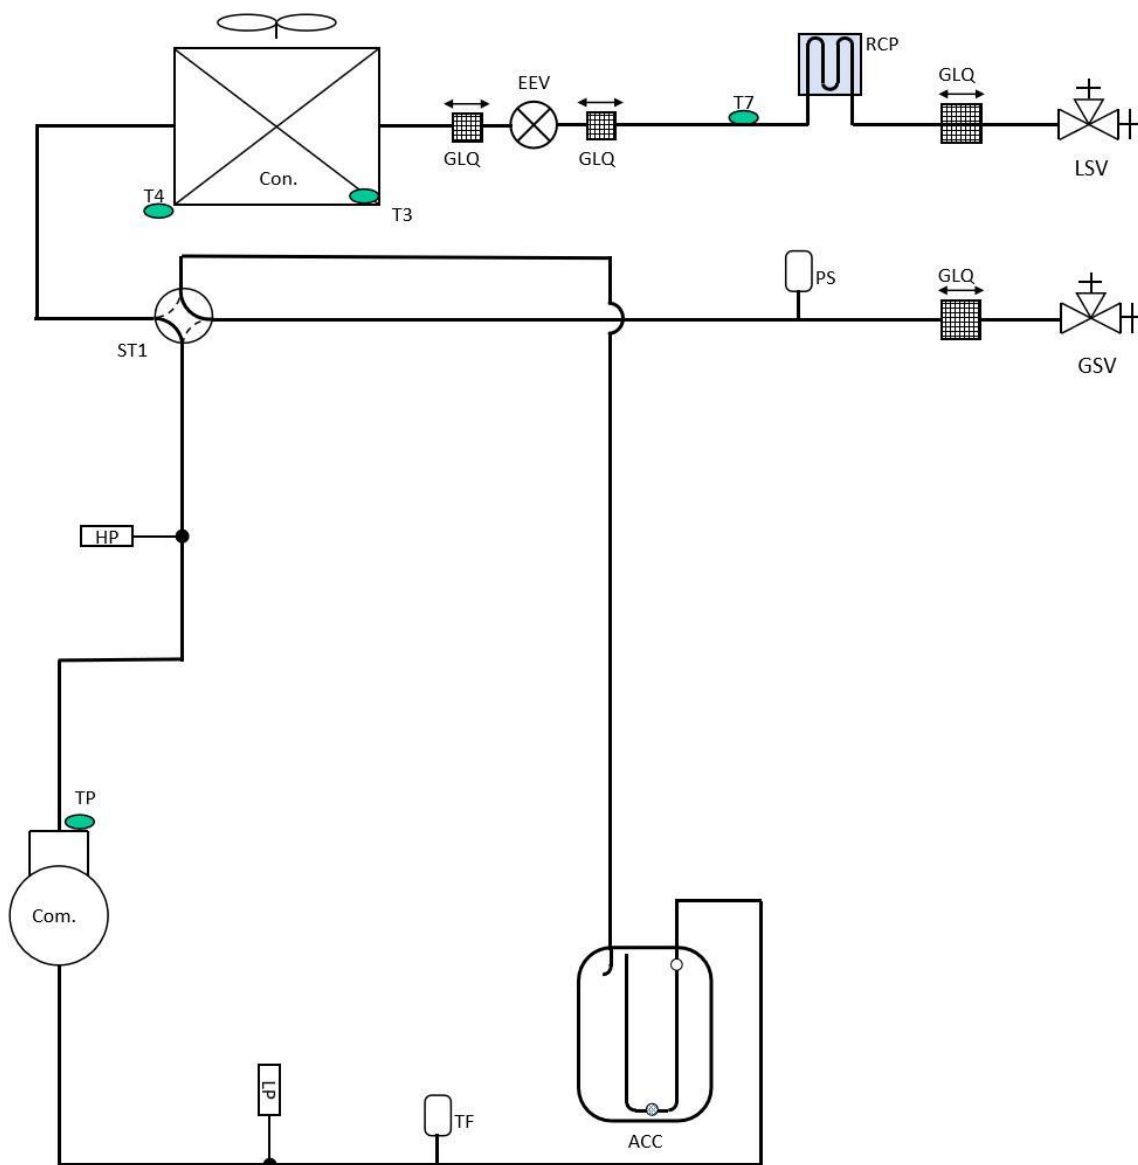 RCP
EEV
GLQ
T7
GLQ
GLQ
LSV
Con.
T4
T3
PS
GLQ
ST1
GSV
HP
TP
Com.
LP
TF
ACC